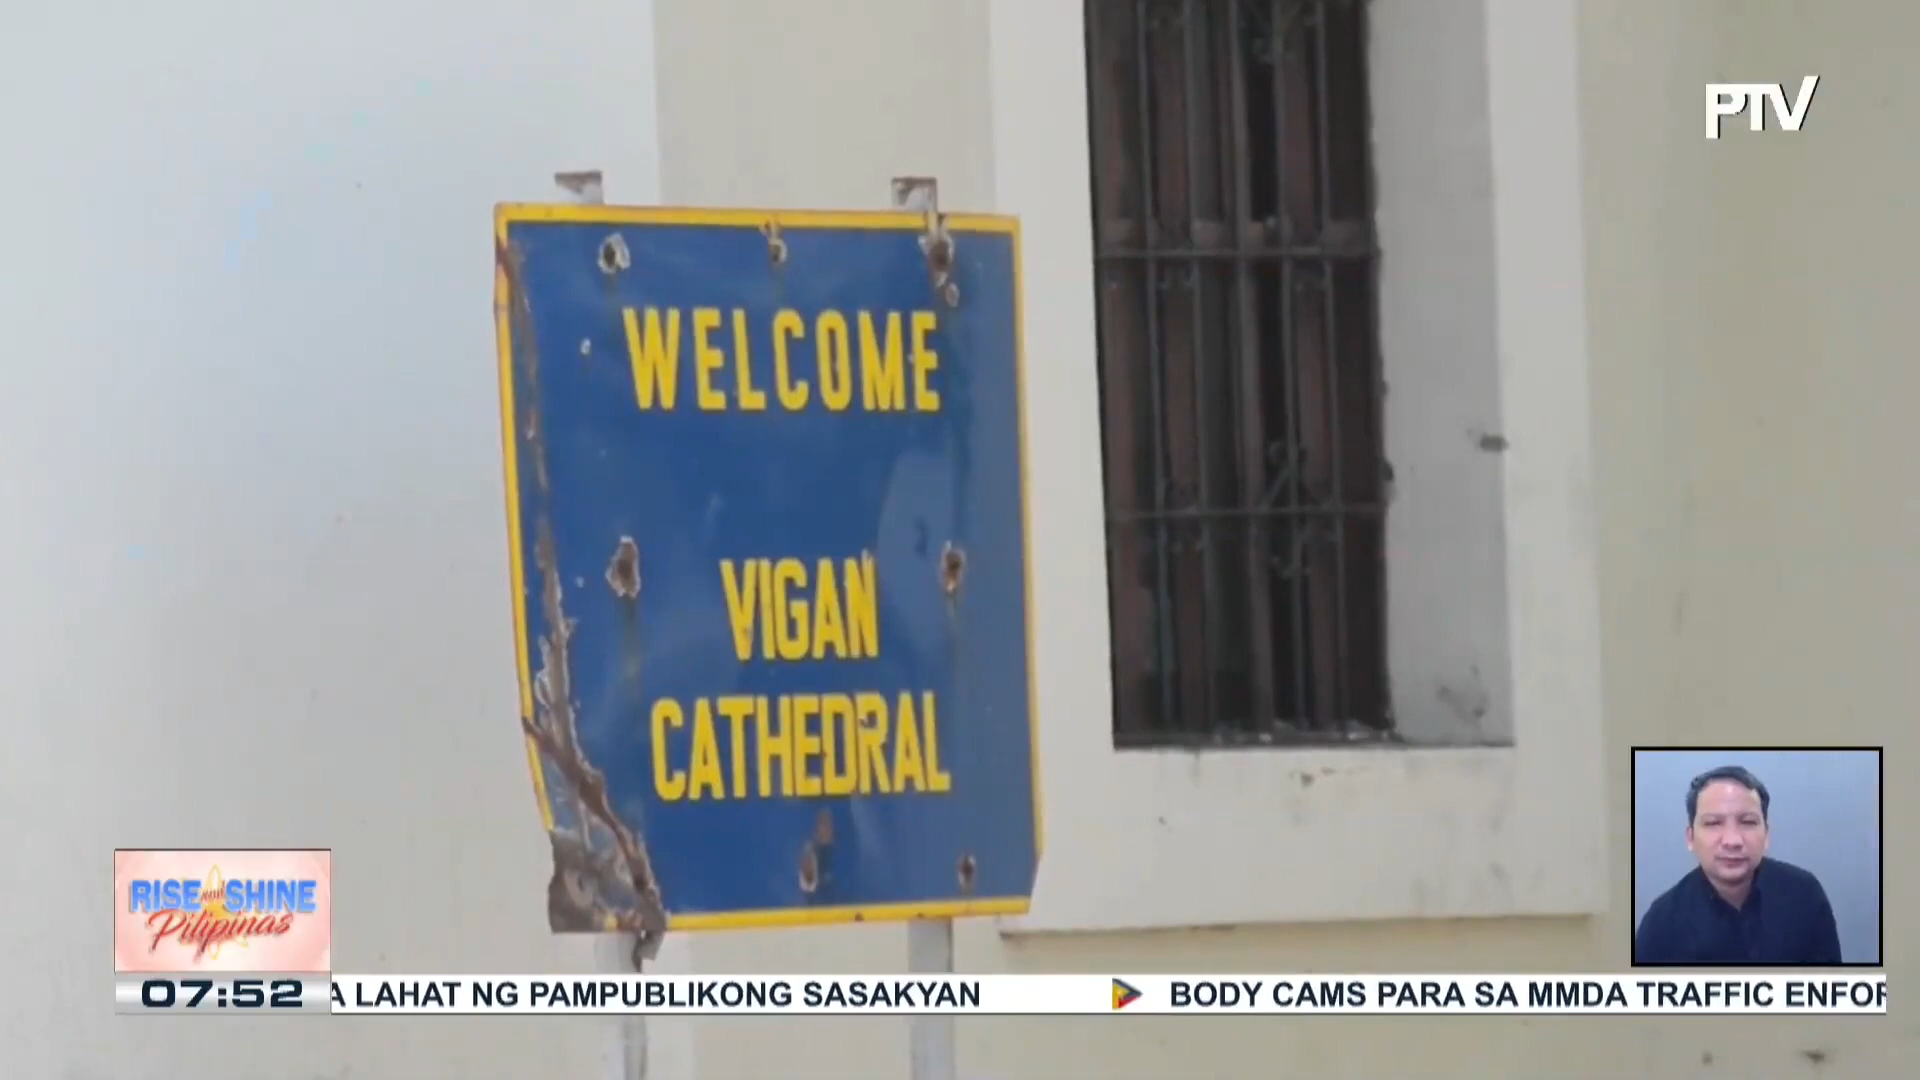 PTV
WELCOME
VIGAN
CATHEDRAL
RISE and SHINE
Pilipinas
07:52
A LAHAT NG PAMPUBLIKONG SASAKYAN
BODY CAMS PARA SA MMDA TRAFFIC ENFOR